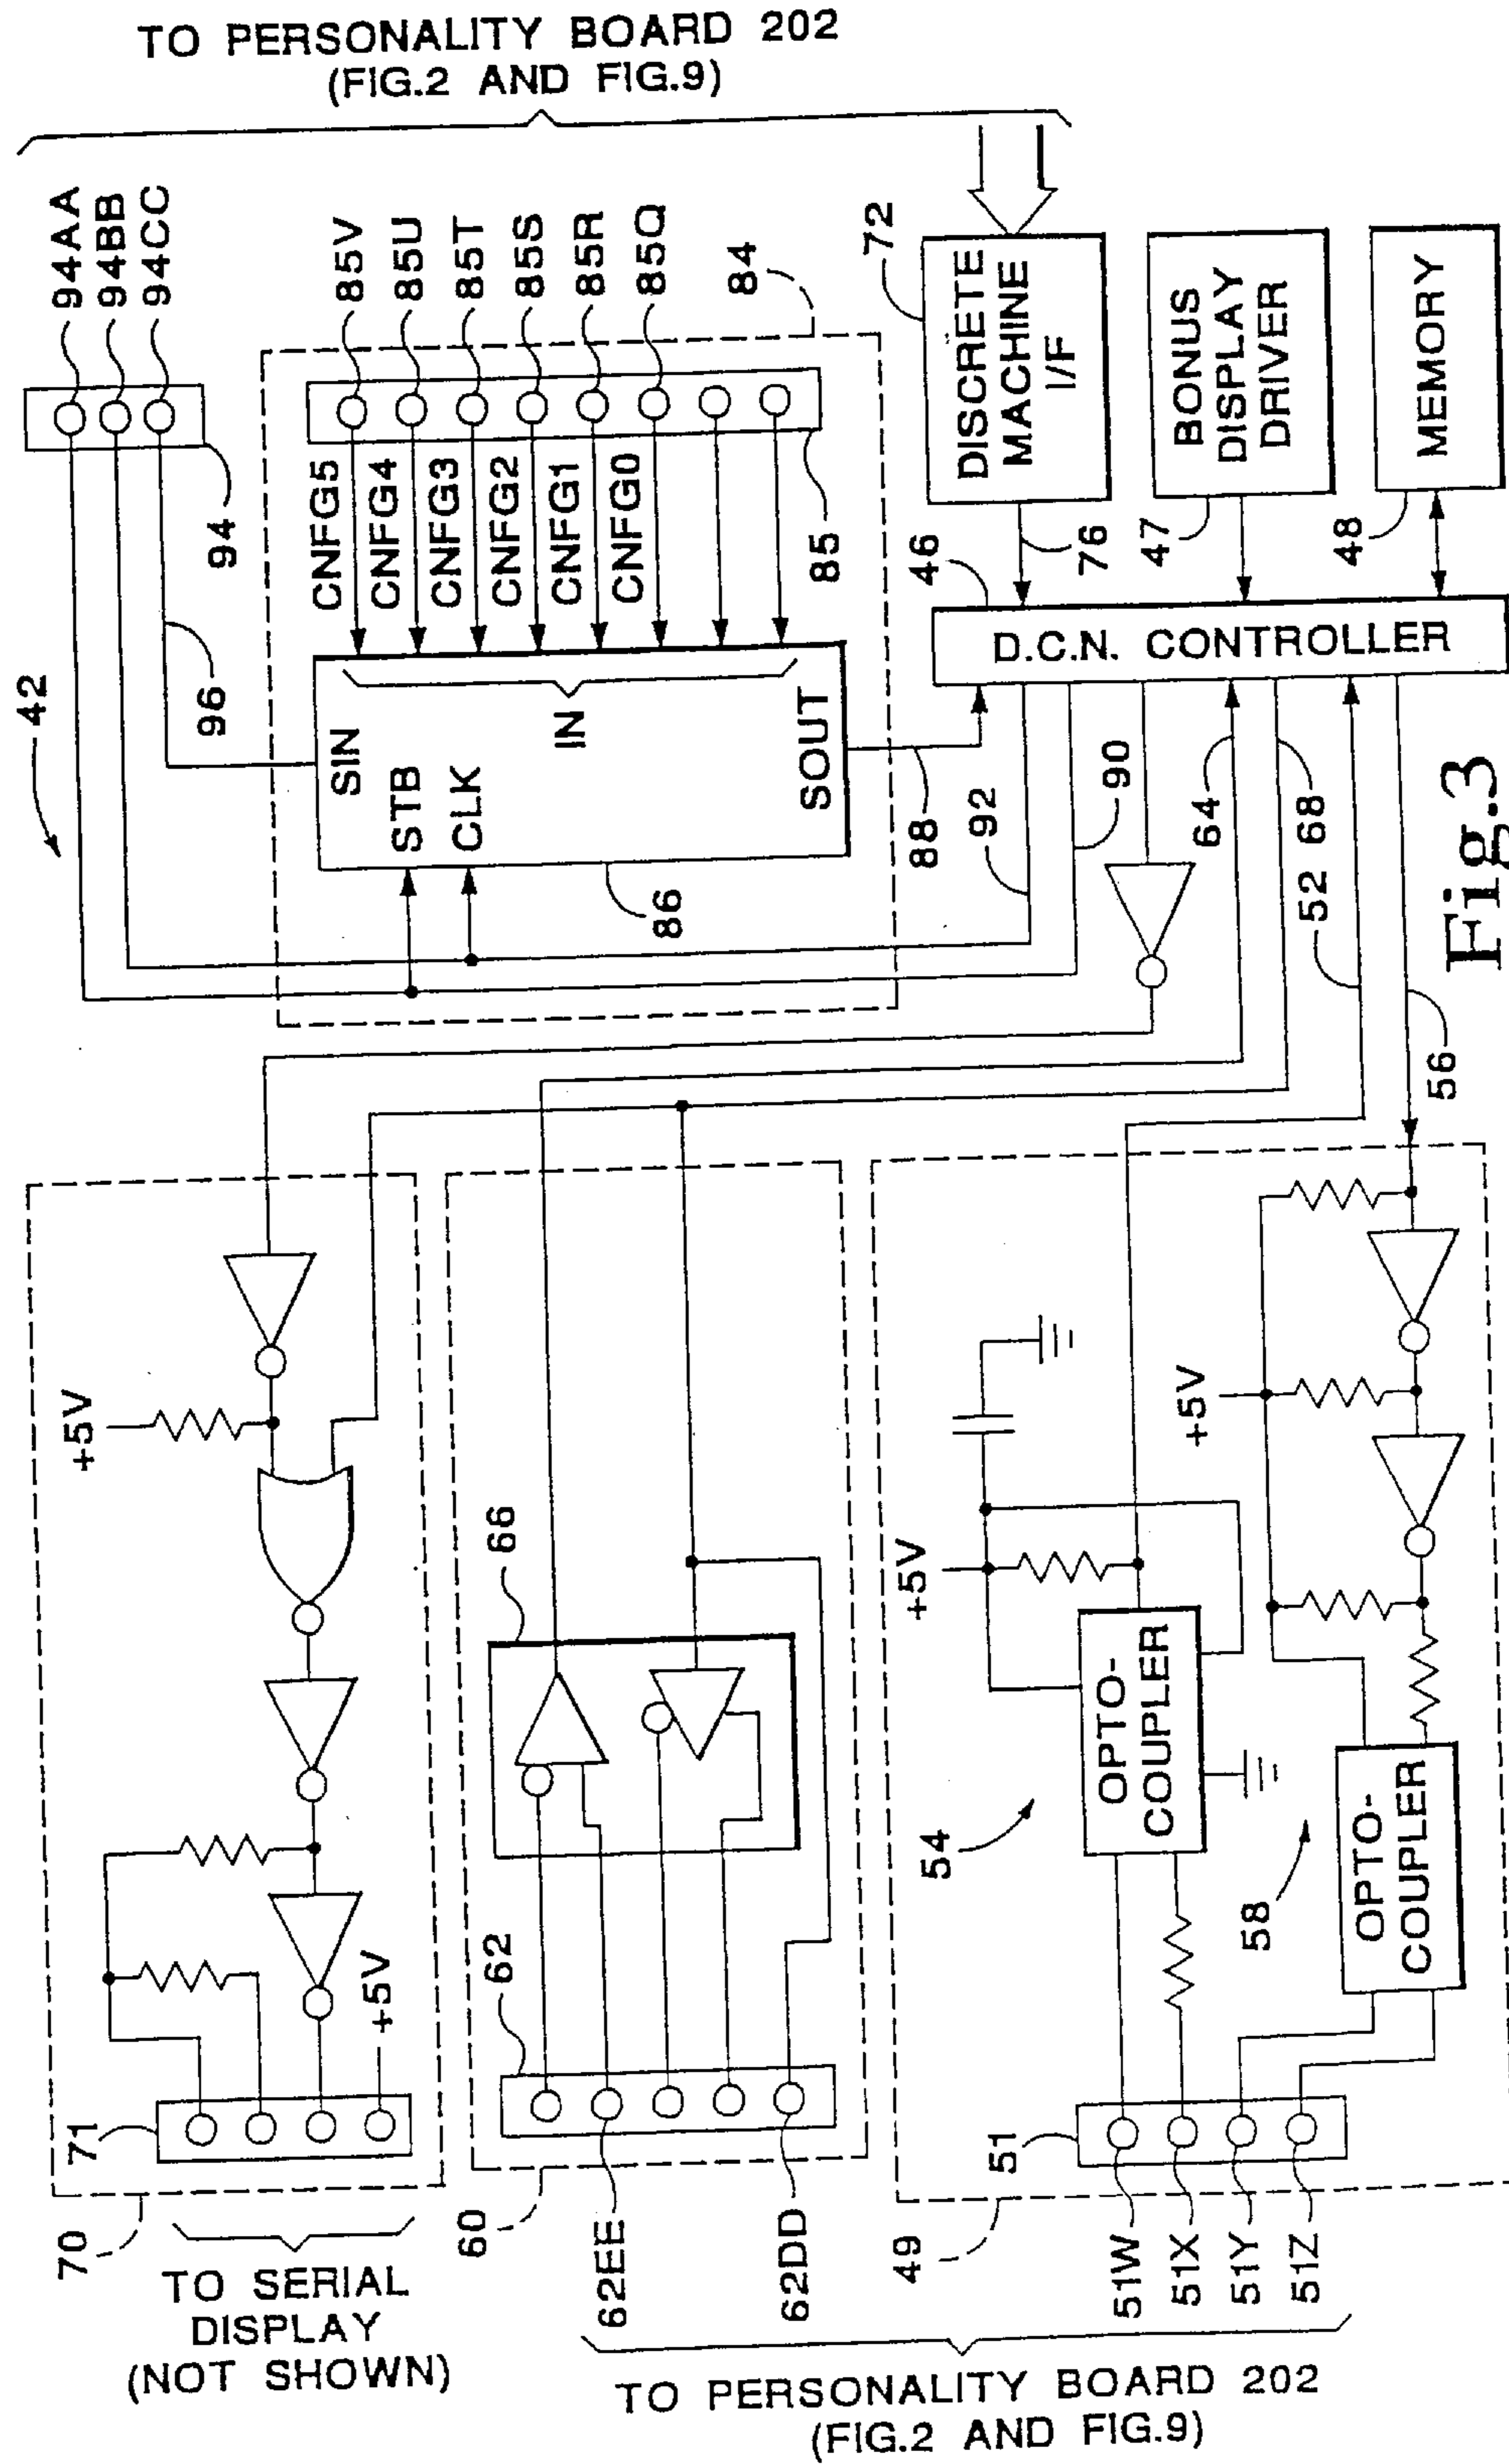 TO PERSONALITY BOARD 202
(FIG.2 AND FIG.9)
94AA
94BB
94CC
94
42
96
85V
85U
85T
85S
85R
85Q
84
CNFG5
CNFG4
CNFG3
CNFG2
CNFG1
CNFG0
85
SIN
STB
CLK
IN
SOUT
86
88
72
DISCRETE
MACHINE
I/F
76
BONUS
DISPLAY
DRIVER
47
MEMORY
48
46
D.C.N. CONTROLLER
92
90
64
68
52
56
Fig.3
+5V
71
+5V
70
TO SERIAL
DISPLAY
(NOT SHOWN)
66
62
60
62EE
62DD
+5V
+5V
OPTO-
COUPLER
54
OPTO-
COUPLER
58
51
49
51W
51X
51Y
51Z
TO PERSONALITY BOARD 202
(FIG.2 AND FIG.9)